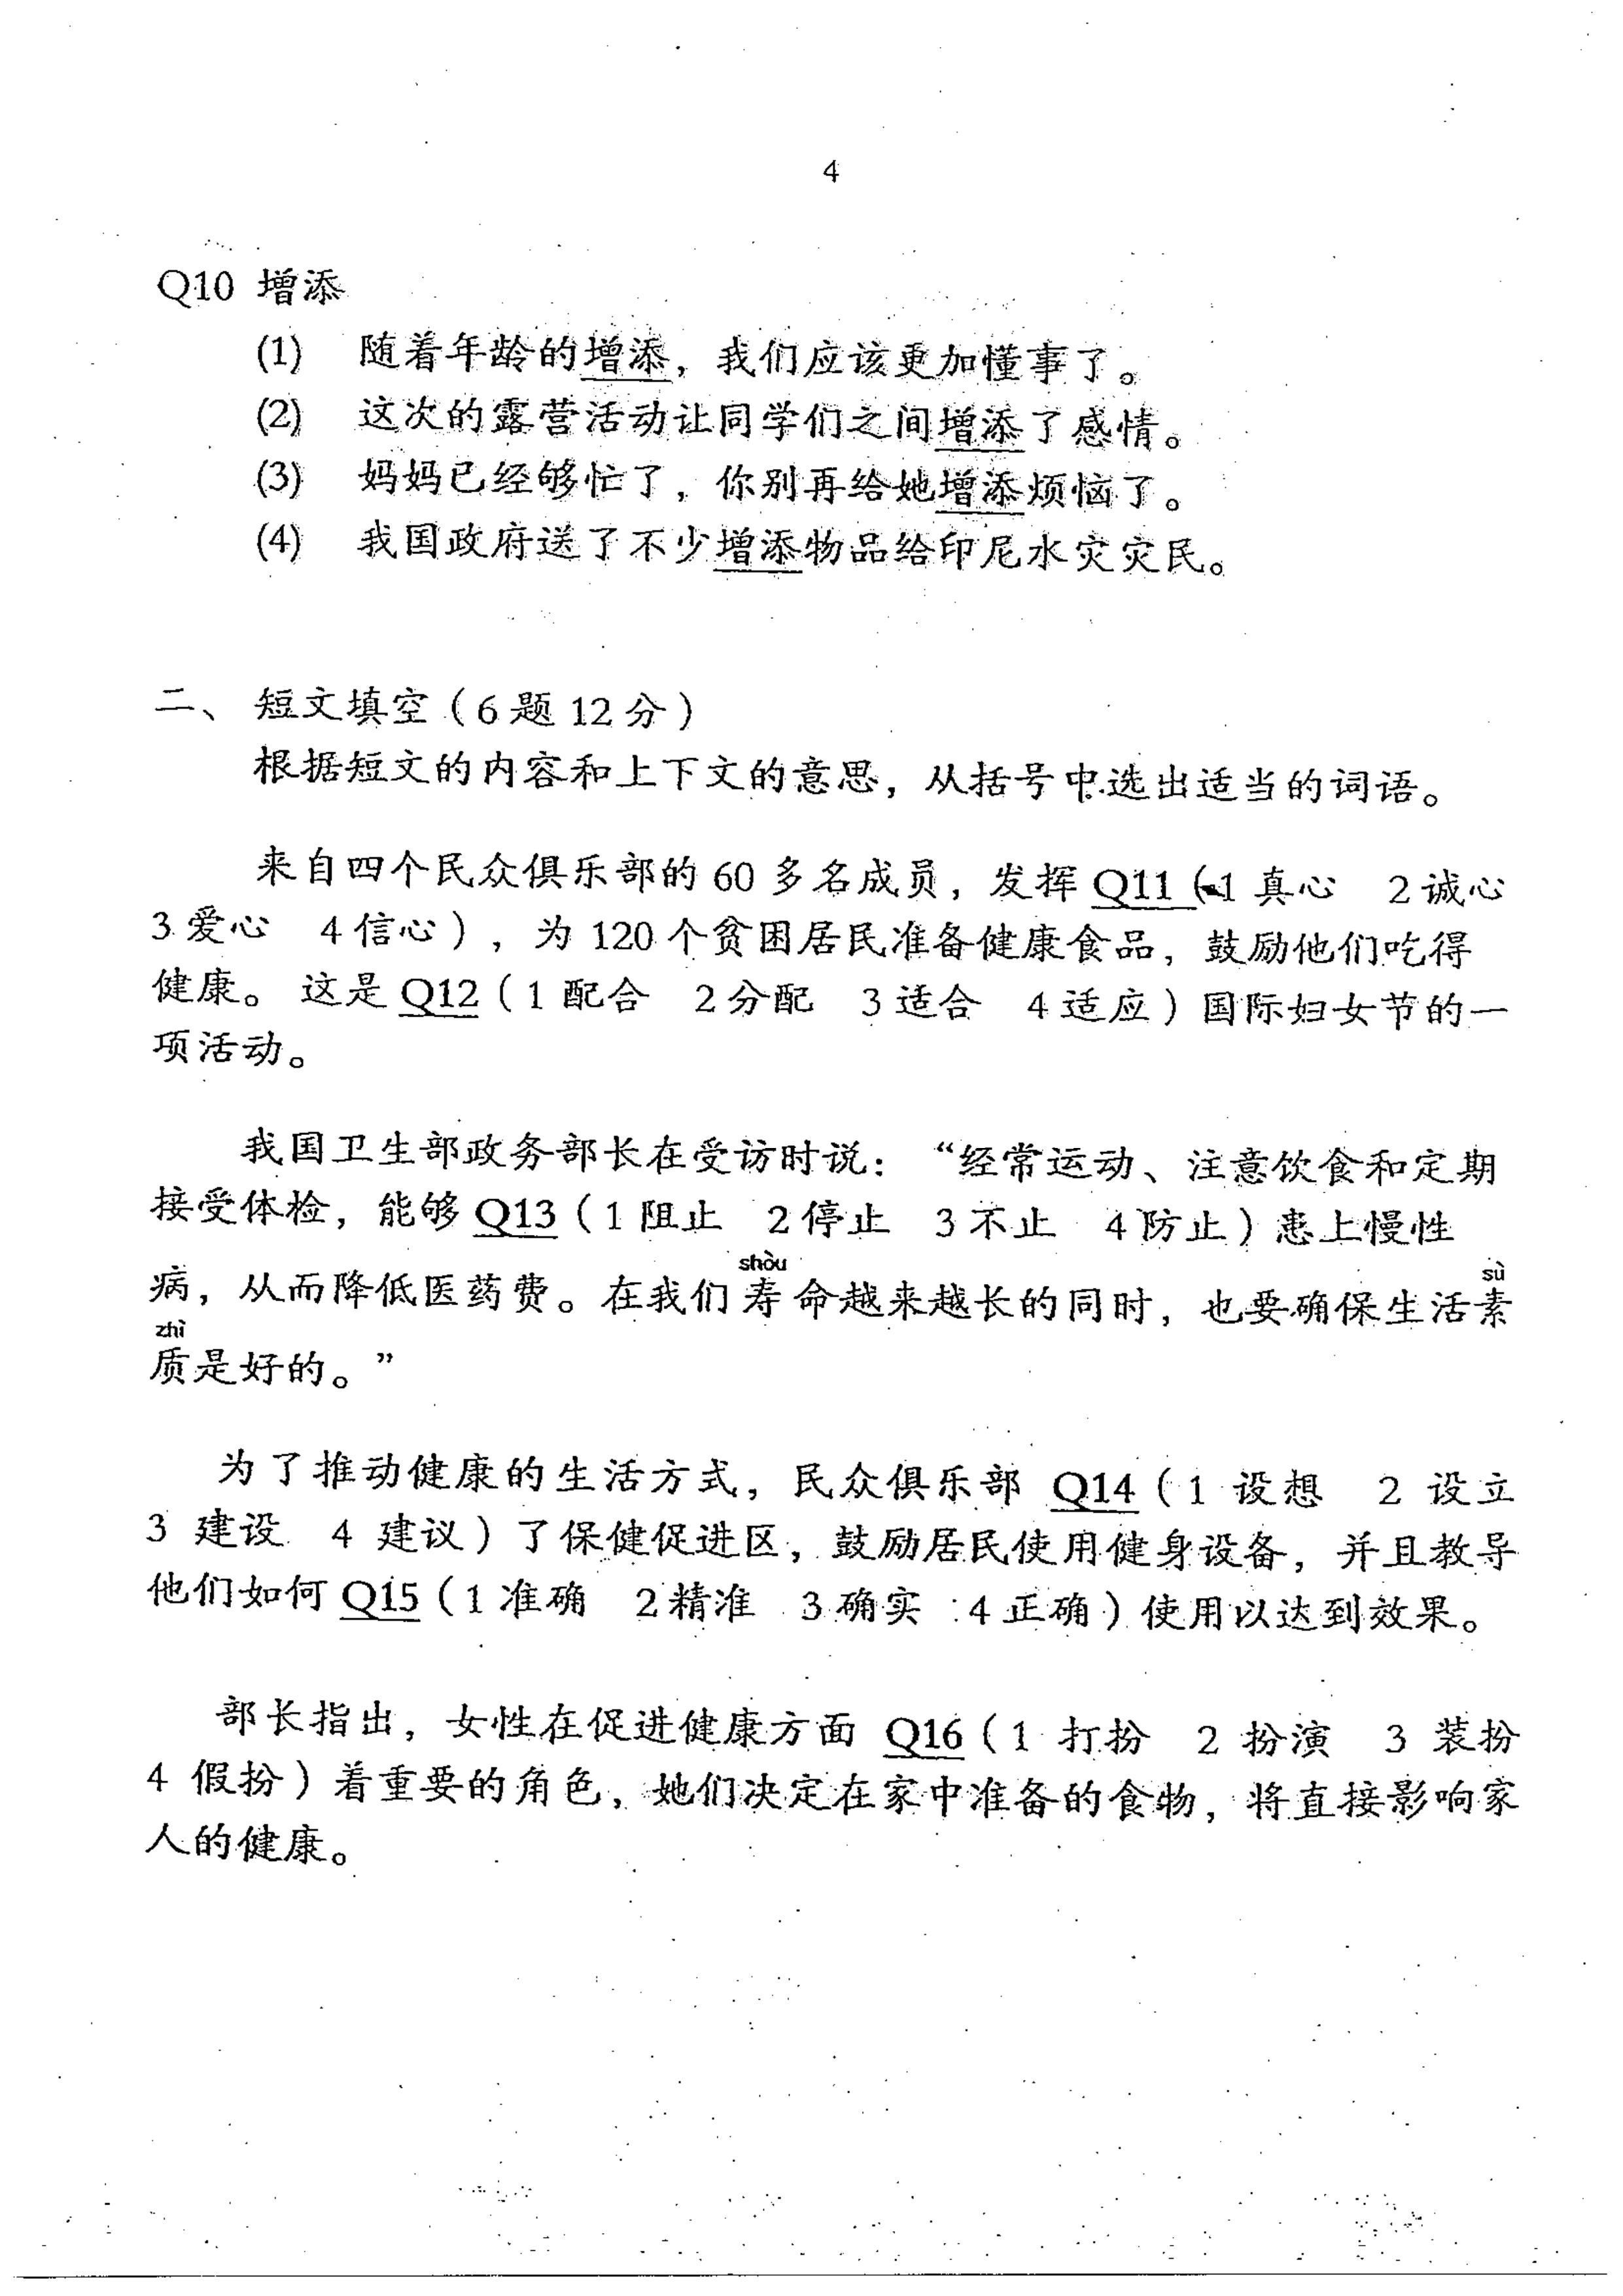 4
Q10 增添
(1) 随着年龄的增添，我们应该更加懂事了。
(2) 这次的露营活动让同学们之间增添了感情。
(3) 妈妈已经够忙了，你别再给她增添烦恼了。
(4) 我国政府送了不少增添物品给印尼水灾灾民。
二、 短文填空（6题12分）
根据短文的内容和上下文的意思，从括号中选出适当的词语。
来自四个民众俱乐部的60多名成员，发挥Q11（1真心 2诚心
3爱心 4信心），为120个贫困居民准备健康食品，鼓励他们吃得
健康。这是Q12（1配合 2分配 3适合 4适应）国际妇女节的一
项活动。
我国卫生部政务部长在受访时说：“经常运动、注意饮食和定期
接受体检，能够Q13（1阻止 2停止 3不止 4防止）患上慢性
shòu sù
病，从而降低医药费。在我们寿命越来越长的同时，也要确保生活素
zhì
质是好的。”
为了推动健康的生活方式，民众俱乐部 Q14（1 设想 2 设立
3 建设 4 建议）了保健促进区，鼓励居民使用健身设备，并且教导
他们如何Q15（1准确 2精准 3确实 4正确）使用以达到效果。
部长指出，女性在促进健康方面 Q16（1 打扮 2 扮演 3 装扮
4 假扮）着重要的角色，她们决定在家中准备的食物，将直接影响家
人的健康。